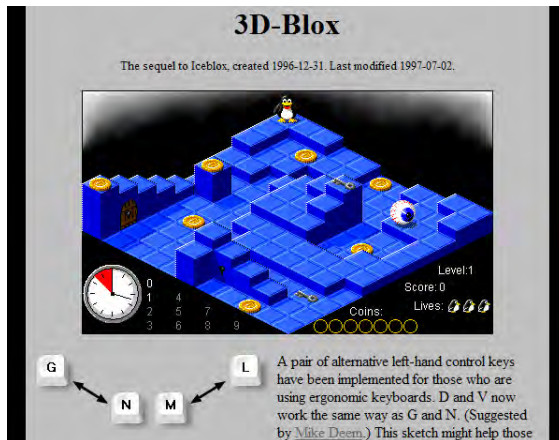 3D-Blox
The sequel to Iceblox, created 1996-12-31. Last modified 1997-07-02.
Level:1
Score: 0
Lives:
Coins:
0
1 4
2 5 7
3 6 8 9
G
N
M
L
A pair of alternative left-hand control keys
have been implemented for those who are
using ergonomic keyboards. D and V now
work the same way as G and N. (Suggested
by Mike Deem.) This sketch might help those